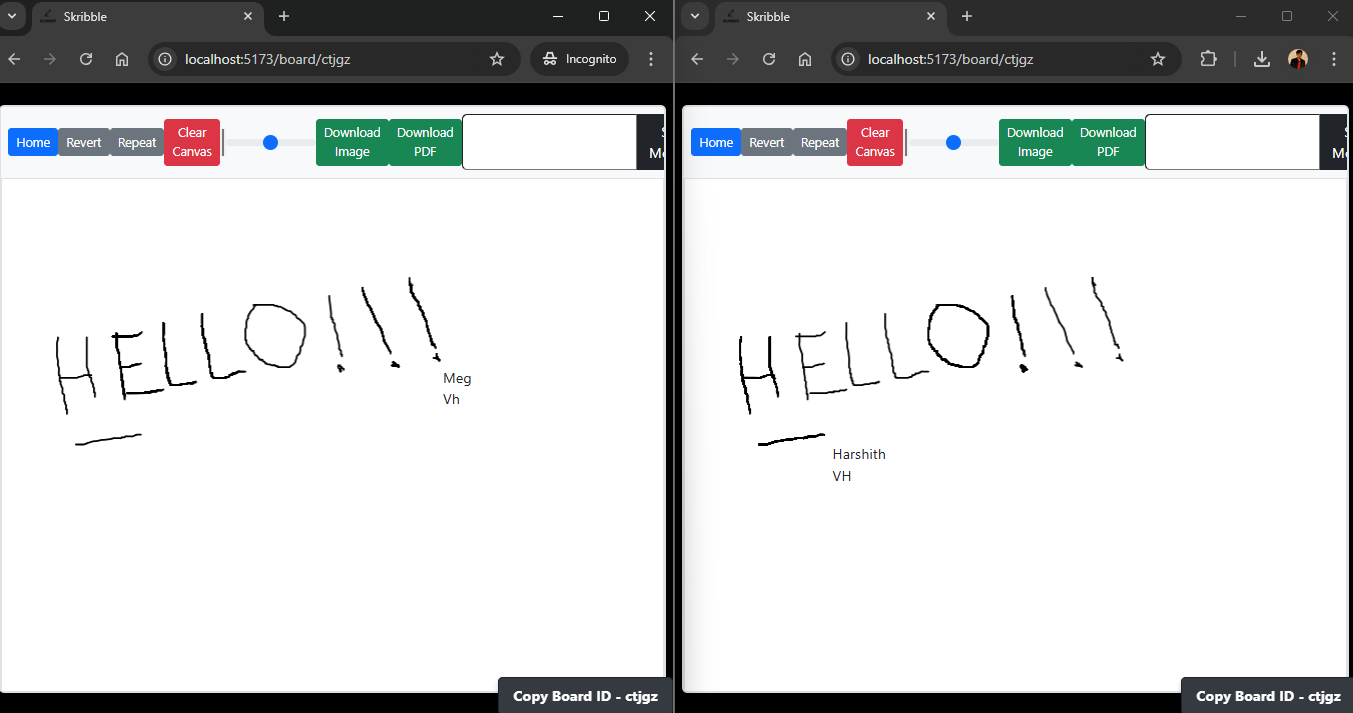 Skribble
Incognito
localhost:5173/board/ctjgz
Home
Revert
Repeat
Clear
Canvas
Download
Image
Download
PDF
HELLO!!!
Meg
Vh
Copy Board ID - ctjgz
Skribble
localhost:5173/board/ctjgz
Home
Revert
Repeat
Clear
Canvas
Download
Image
Download
PDF
HELLO!!!
Harshith
VH
Copy Board ID - ctjgz